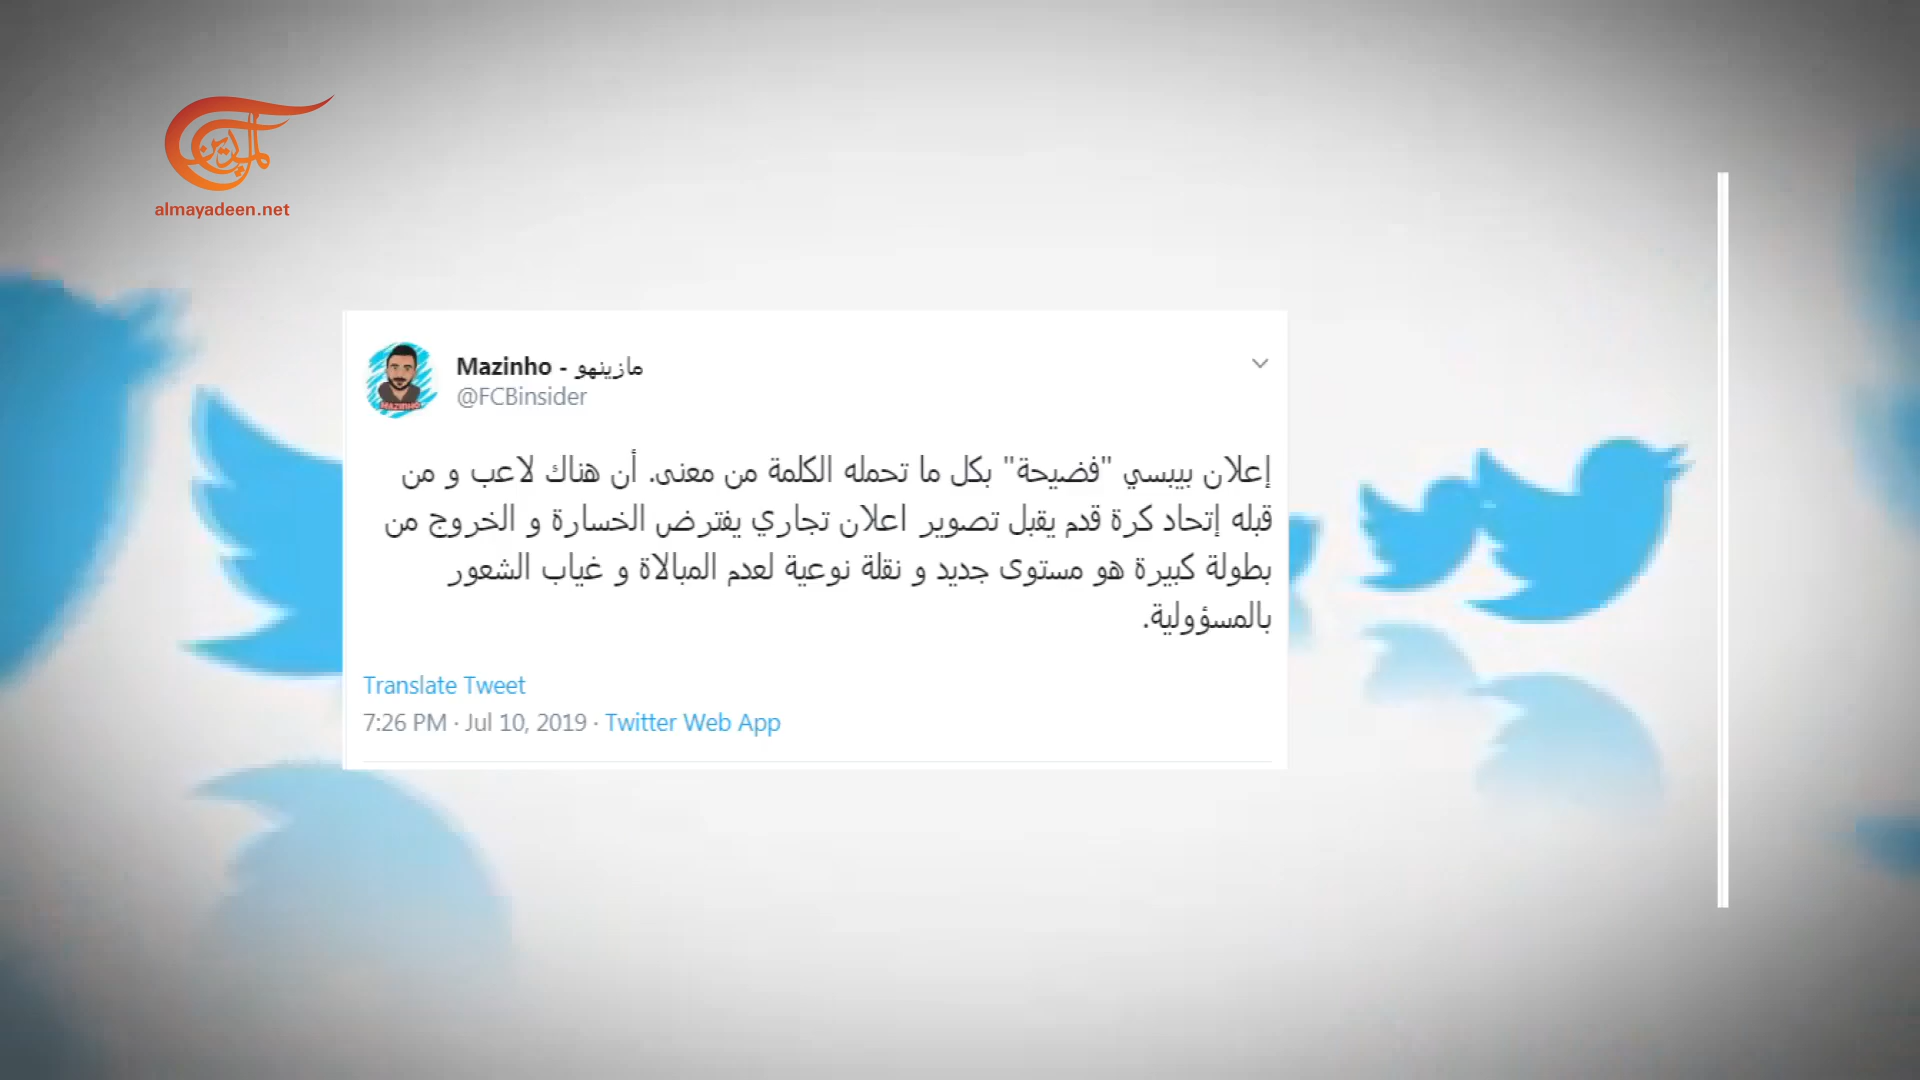 الميادين
almayadeen.net
Mazinho - مازينهو
@FCBinsider
MAZINHO
إعلان بيبسي "فضيحة" بكل ما تحمله الكلمة من معنى. أن هناك لاعب و من
قبله إتحاد كرة قدم يقبل تصوير اعلان تجاري يفترض الخسارة و الخروج من
بطولة كبيرة هو مستوى جديد و نقلة نوعية لعدم المبالاة و غياب الشعور
بالمسؤولية.
Translate Tweet
7:26 PM · Jul 10, 2019 · Twitter Web App